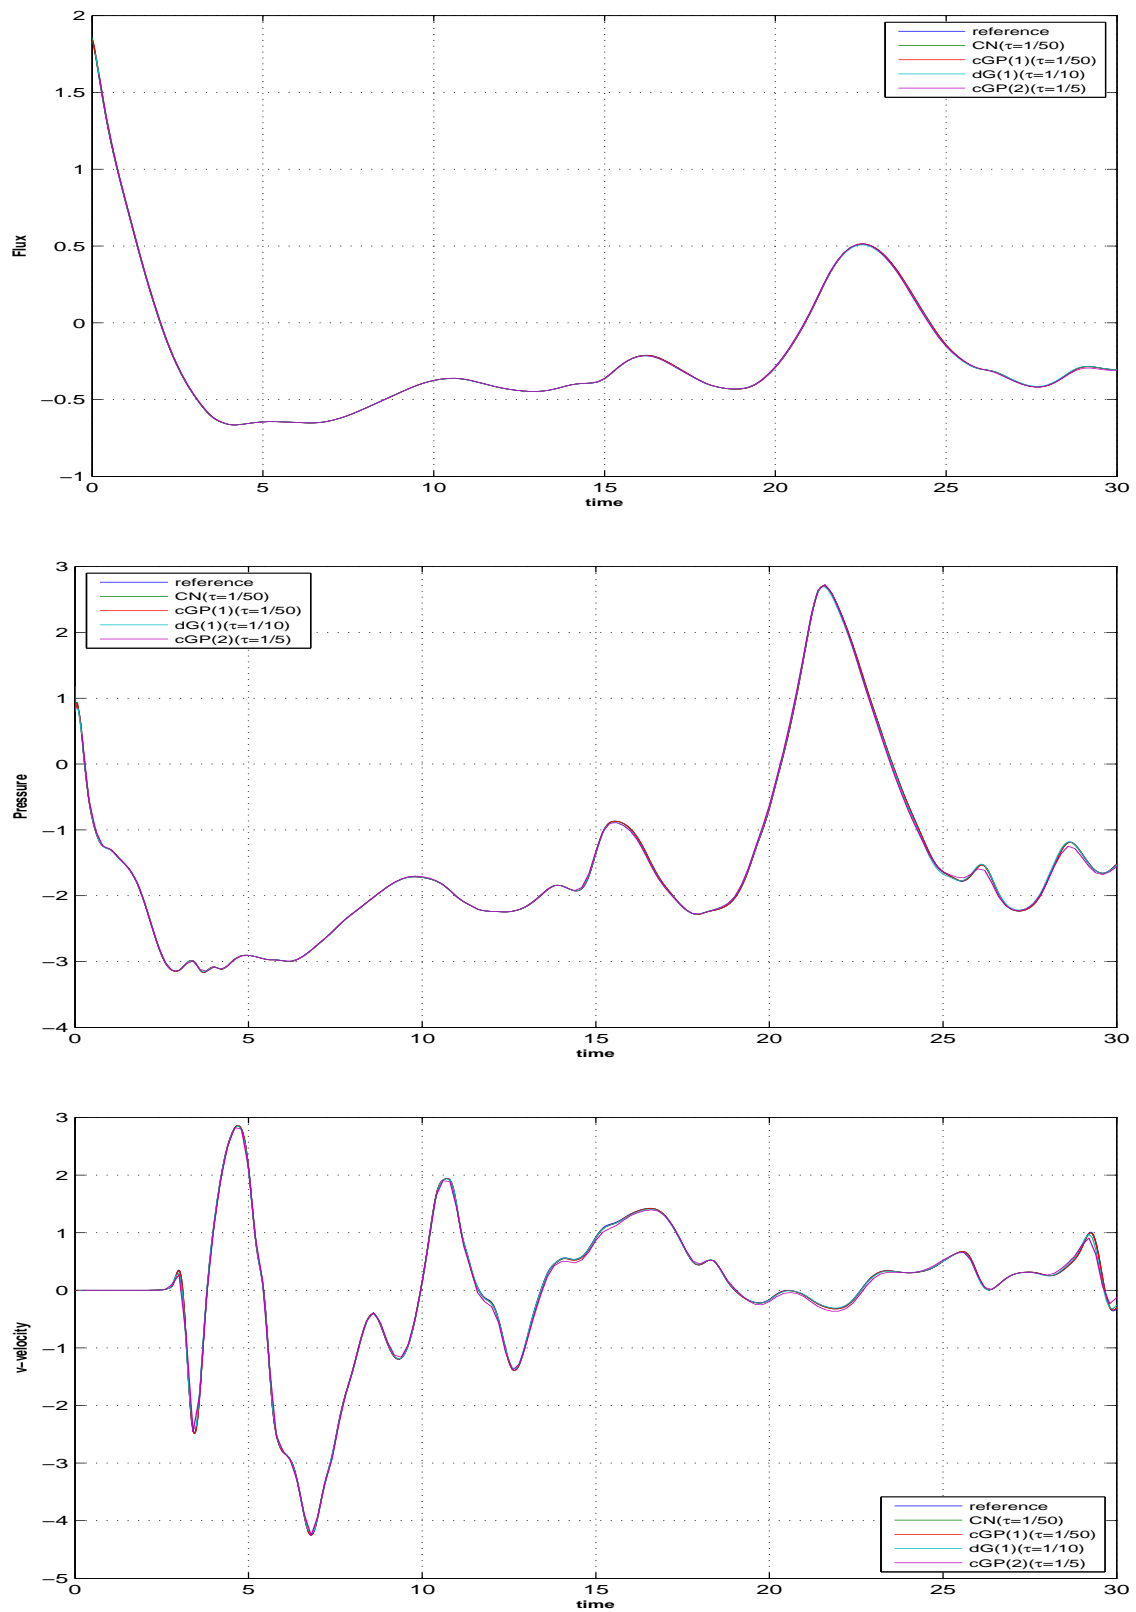 2
1.5
1
0.5
0
−0.5
−1
Flux
reference
CN(τ=1/50)
cGP(1)(τ=1/50)
dG(1)(τ=1/10)
cGP(2)(τ=1/5)
0 5 10 15 20 25 30
time
3
2
1
0
−1
−2
−3
−4
Pressure
reference
CN(τ=1/50)
cGP(1)(τ=1/50)
dG(1)(τ=1/10)
cGP(2)(τ=1/5)
0 5 10 15 20 25 30
time
3
2
1
0
−1
−2
−3
−4
−5
v−velocity
reference
CN(τ=1/50)
cGP(1)(τ=1/50)
dG(1)(τ=1/10)
cGP(2)(τ=1/5)
0 5 10 15 20 25 30
time